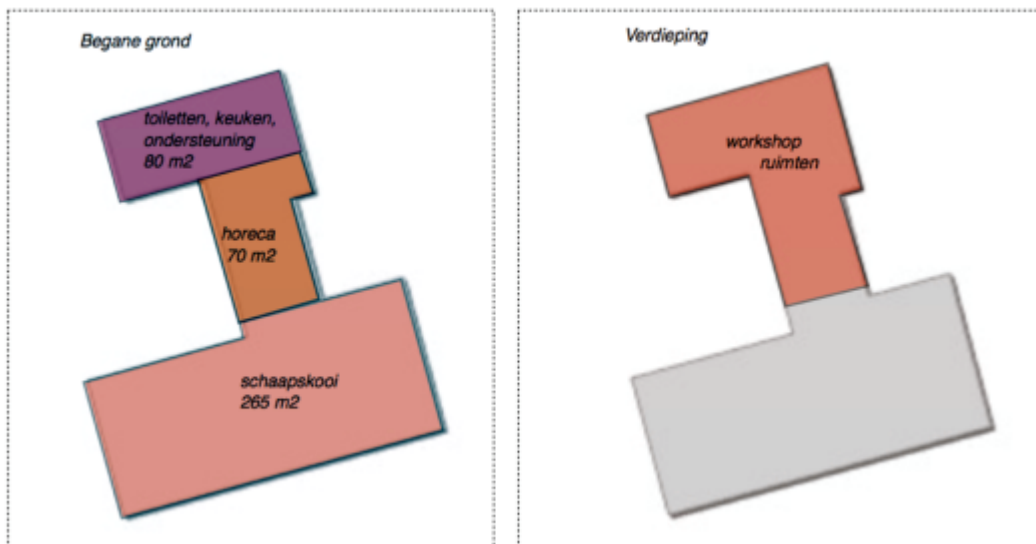 Begane grond
toiletten, keuken,
ondersteuning
80 m2
horeca
70 m2
schaapskooi
265 m2
Verdieping
workshop
ruimten